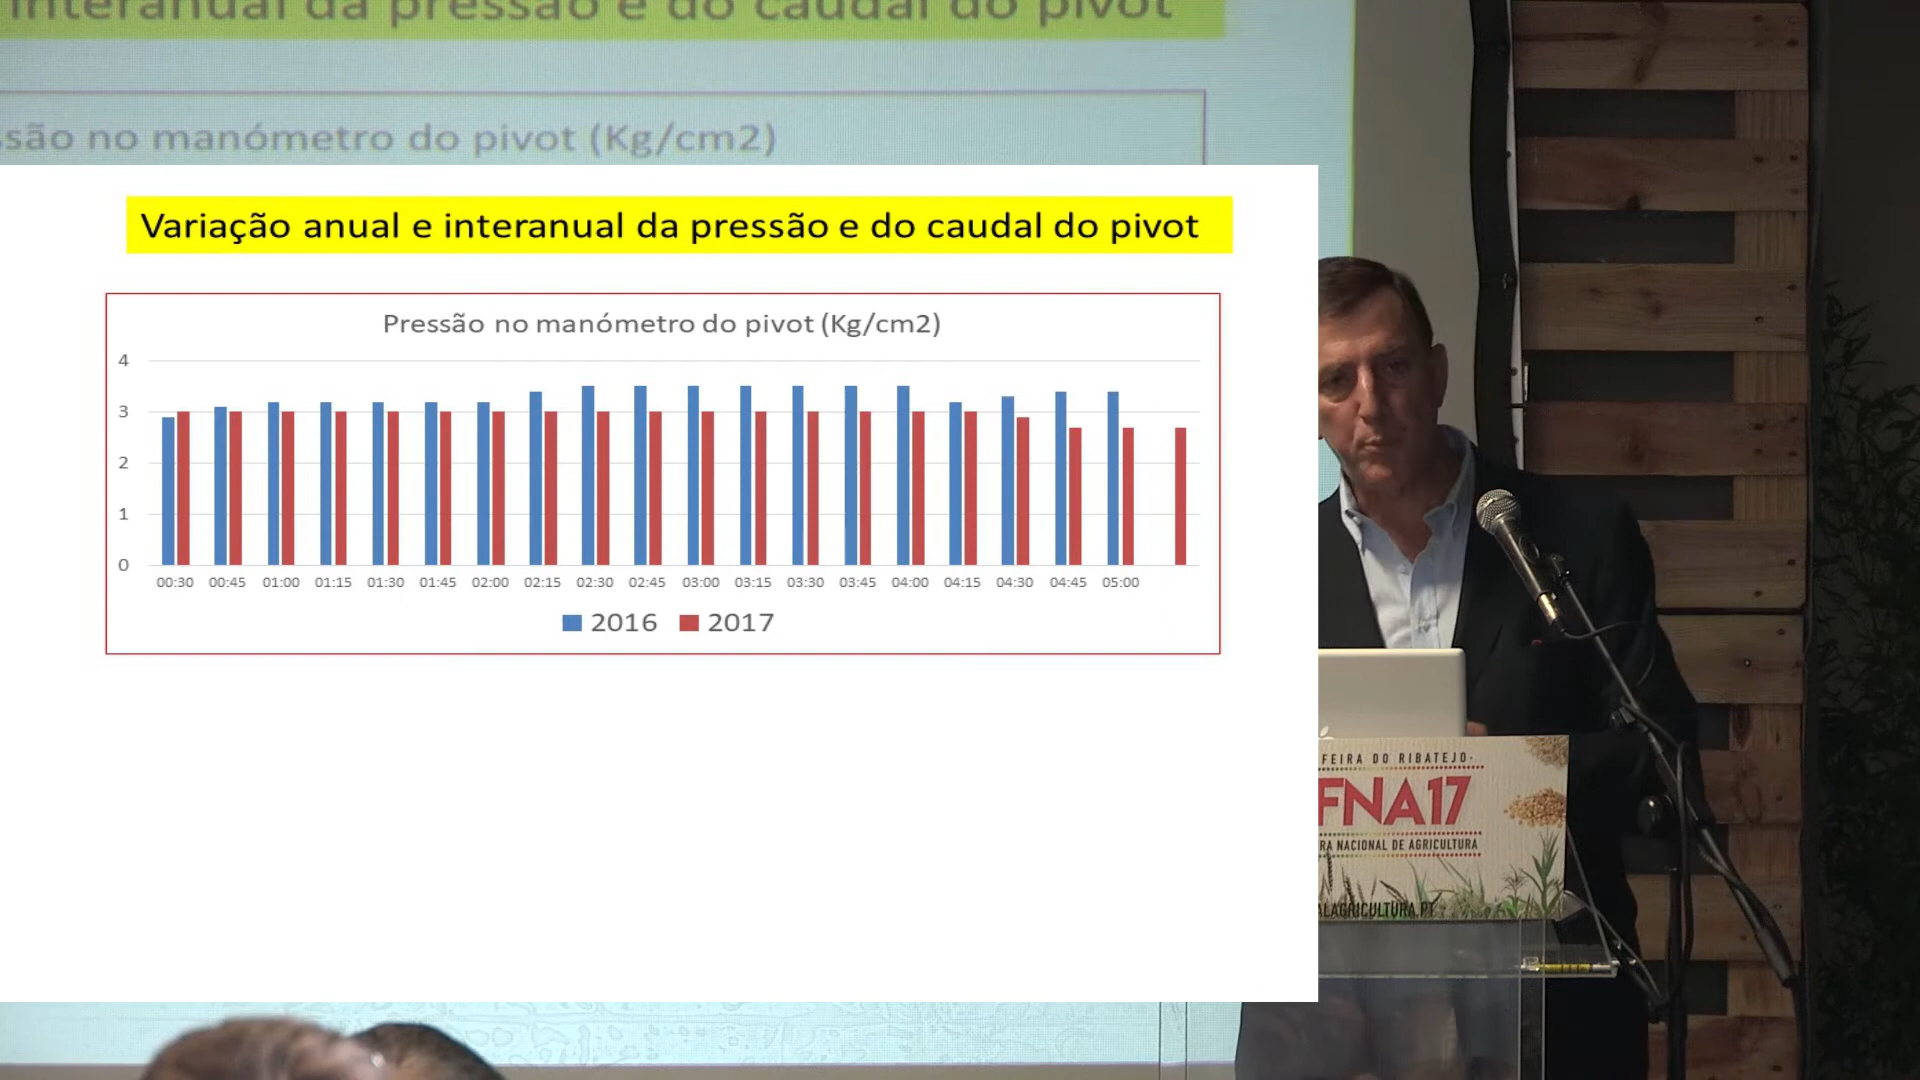 interanual da pressão e do caudal do pivot
são no manómetro do pivot (Kg/cm2)
Variação anual e interanual da pressão e do caudal do pivot
Pressão no manómetro do pivot (Kg/cm2)
4
3
2
1
0
00:30 00:45 01:00 01:15 01:30 01:45 02:00 02:15 02:30 02:45 03:00 03:15 03:30 03:45 04:00 04:15 04:30 04:45 05:00
2016 2017
FEIRA DO RIBATEJO
FNA17
RA NACIONAL DE AGRICULTURA
ALAGRICULTURA.PT